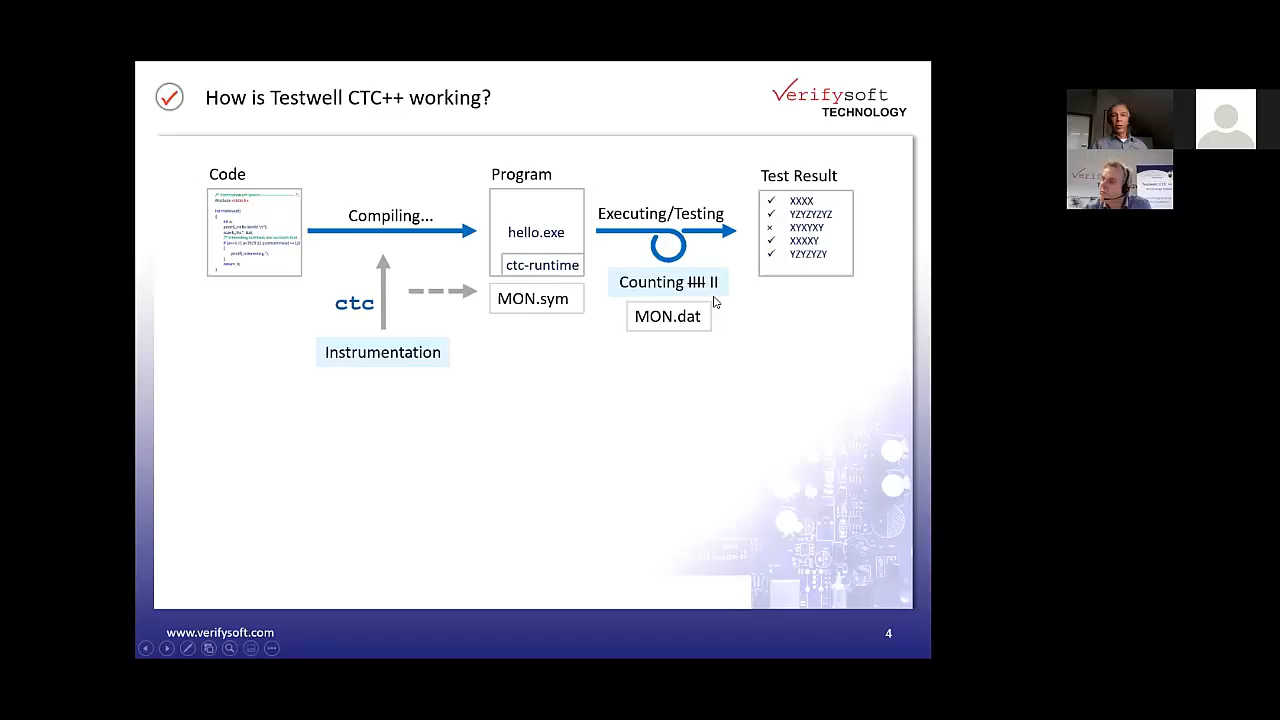 How is Testwell CTC++ working?
Verifysoft
TECHNOLOGY
Code
Program
Test Result
Compiling...
Executing/Testing
hello.exe
ctc-runtime
XXXX
YZYZYZYZ
XYXYXY
XXXXY
YZYZYZY
ctc
MON.sym
Counting
MON.dat
Instrumentation
www.verifysoft.com
4